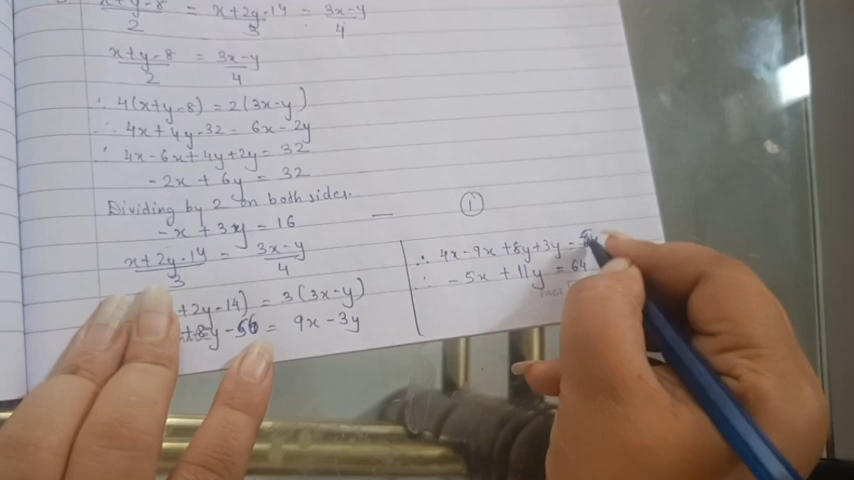 x+y-8/2 = x+2y-14/3 = 3x-y/4
x+y-8/2 = 3x-y/4
∴ 4(x+y-8) = 2(3x-y)
∴ 4x+4y-32 = 6x-2y
∴ 4x-6x+4y+2y = 32
-2x + 6y = 32
Dividing by 2 on both sides.
-x + 3y = 16 — ①
x+2y-14/3 = 3x-y/4
+2y-14) = 3(3x-y)
+8y-56 = 9x-3y
∴ 4x-9x+8y+3y =
∴ -5x + 11y = 64